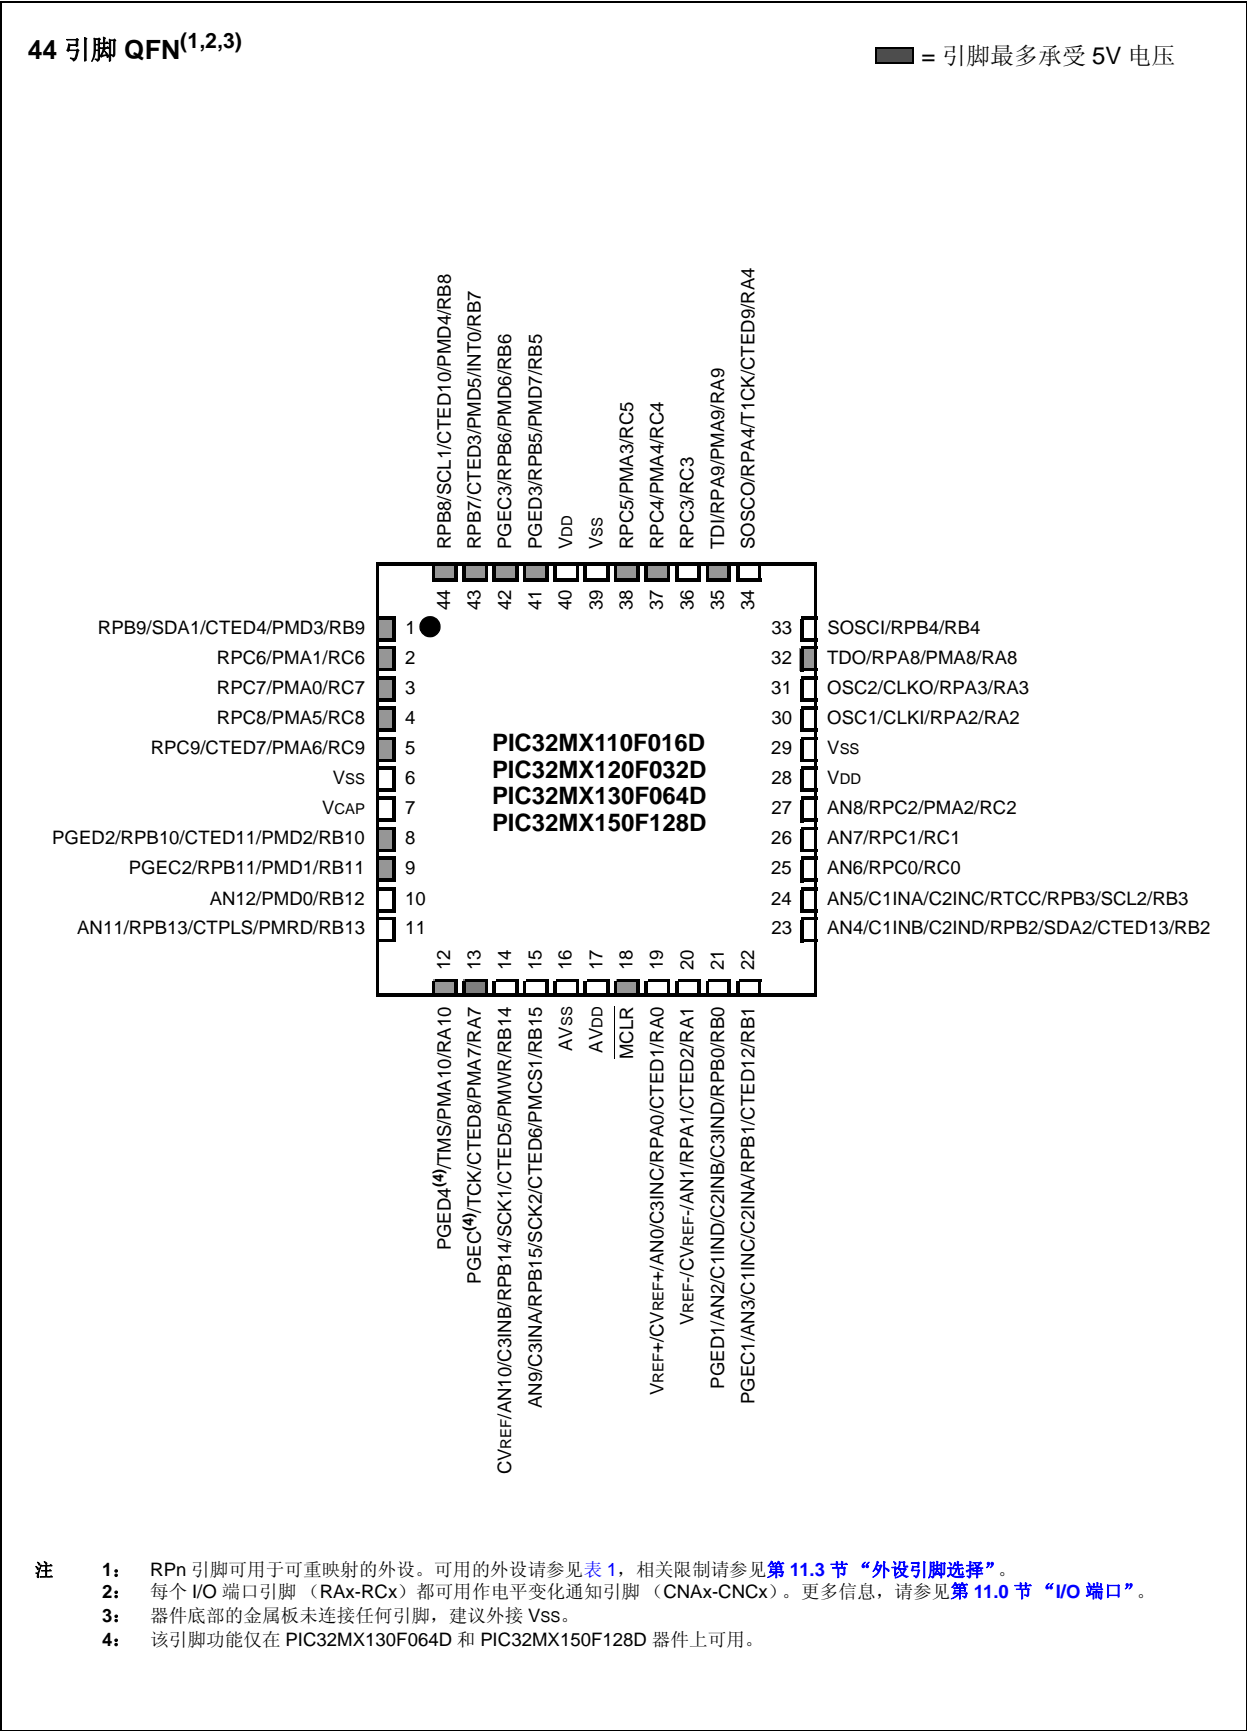 44 引脚 QFN(1,2,3)
= 引脚最多承受 5V 电压
RPB8/SCL1/CTED10/PMD4/RB8
RPB7/CTED3/PMD5/INT0/RB7
PGEC3/RPB6/PMD6/RB6
PGED3/RPB5/PMD7/RB5
VDD
VSS
RPC5/PMA3/RC5
RPC4/PMA4/RC4
RPC3/RC3
TDI/RPA9/PMA9/RA9
SOSCO/RPA4/T1CK/CTED9/RA4
44 43 42 41 40 39 38 37 36 35 34
RPB9/SDA1/CTED4/PMD3/RB9 1
RPC6/PMA1/RC6 2
RPC7/PMA0/RC7 3
RPC8/PMA5/RC8 4
RPC9/CTED7/PMA6/RC9 5
VSS 6
VCAP 7
PGED2/RPB10/CTED11/PMD2/RB10 8
PGEC2/RPB11/PMD1/RB11 9
AN12/PMD0/RB12 10
AN11/RPB13/CTPLS/PMRD/RB13 11
PIC32MX110F016D
PIC32MX120F032D
PIC32MX130F064D
PIC32MX150F128D
33 SOSCI/RPB4/RB4
32 TDO/RPA8/PMA8/RA8
31 OSC2/CLKO/RPA3/RA3
30 OSC1/CLKI/RPA2/RA2
29 VSS
28 VDD
27 AN8/RPC2/PMA2/RC2
26 AN7/RPC1/RC1
25 AN6/RPC0/RC0
24 AN5/C1INA/C2INC/RTCC/RPB3/SCL2/RB3
23 AN4/C1INB/C2IND/RPB2/SDA2/CTED13/RB2
12 13 14 15 16 17 18 19 20 21 22
PGED4(4)/TMS/PMA10/RA10
PGEC(4)/TCK/CTED8/PMA7/RA7
CVREF/AN10/C3INB/RPB14/SCK1/CTED5/PMWR/RB14
AN9/C3INA/RPB15/SCK2/CTED6/PMCS1/RB15
AVSS
AVDD
MCLR
VREF+/CVREF+/AN0/C3INC/RPA0/CTED1/RA0
VREF-/CVREF-/AN1/RPA1/CTED2/RA1
PGED1/AN2/C1IND/C2INB/C3IND/RPB0/RB0
PGEC1/AN3/C1INC/C2INA/RPB1/CTED12/RB1
注 1： RPn 引脚可用于可重映射的外设。可用的外设请参见表 1，相关限制请参见第 11.3 节 “外设引脚选择”。
2： 每个 I/O 端口引脚 （RAx-RCx）都可用作电平变化通知引脚 （CNAx-CNCx）。更多信息，请参见第 11.0 节 “I/O 端口”。
3： 器件底部的金属板未连接任何引脚，建议外接 Vss。
4： 该引脚功能仅在 PIC32MX130F064D 和 PIC32MX150F128D 器件上可用。